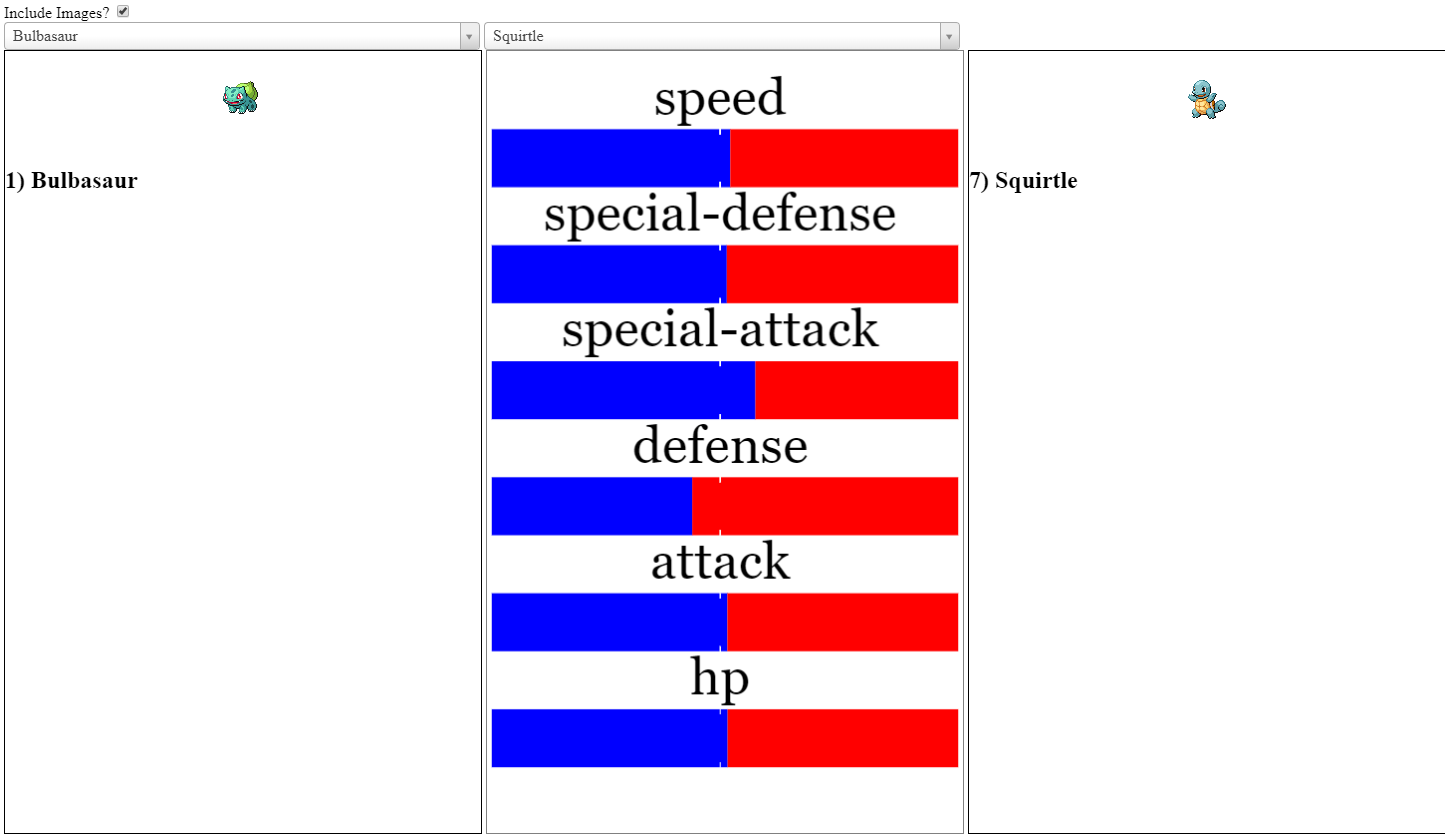 Include Images?
Bulbasaur
Squirtle
1) Bulbasaur
speed
special-defense
special-attack
defense
attack
hp
7) Squirtle